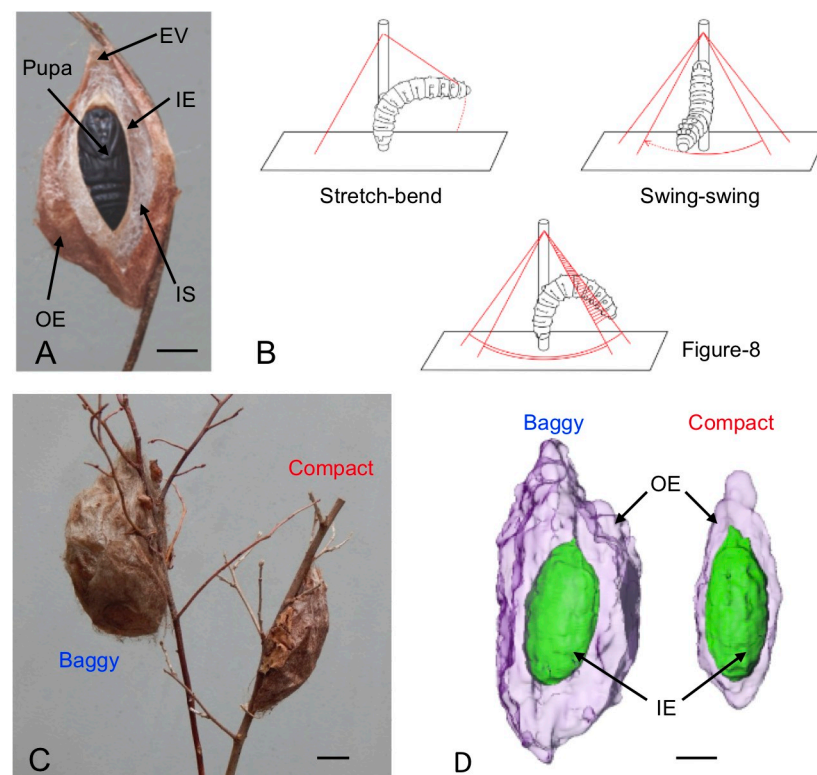 EV
Pupa
IE
IS
OE
A
B
Stretch-bend
Swing-swing
Figure-8
Compact
Baggy
C
Baggy
Compact
OE
IE
D